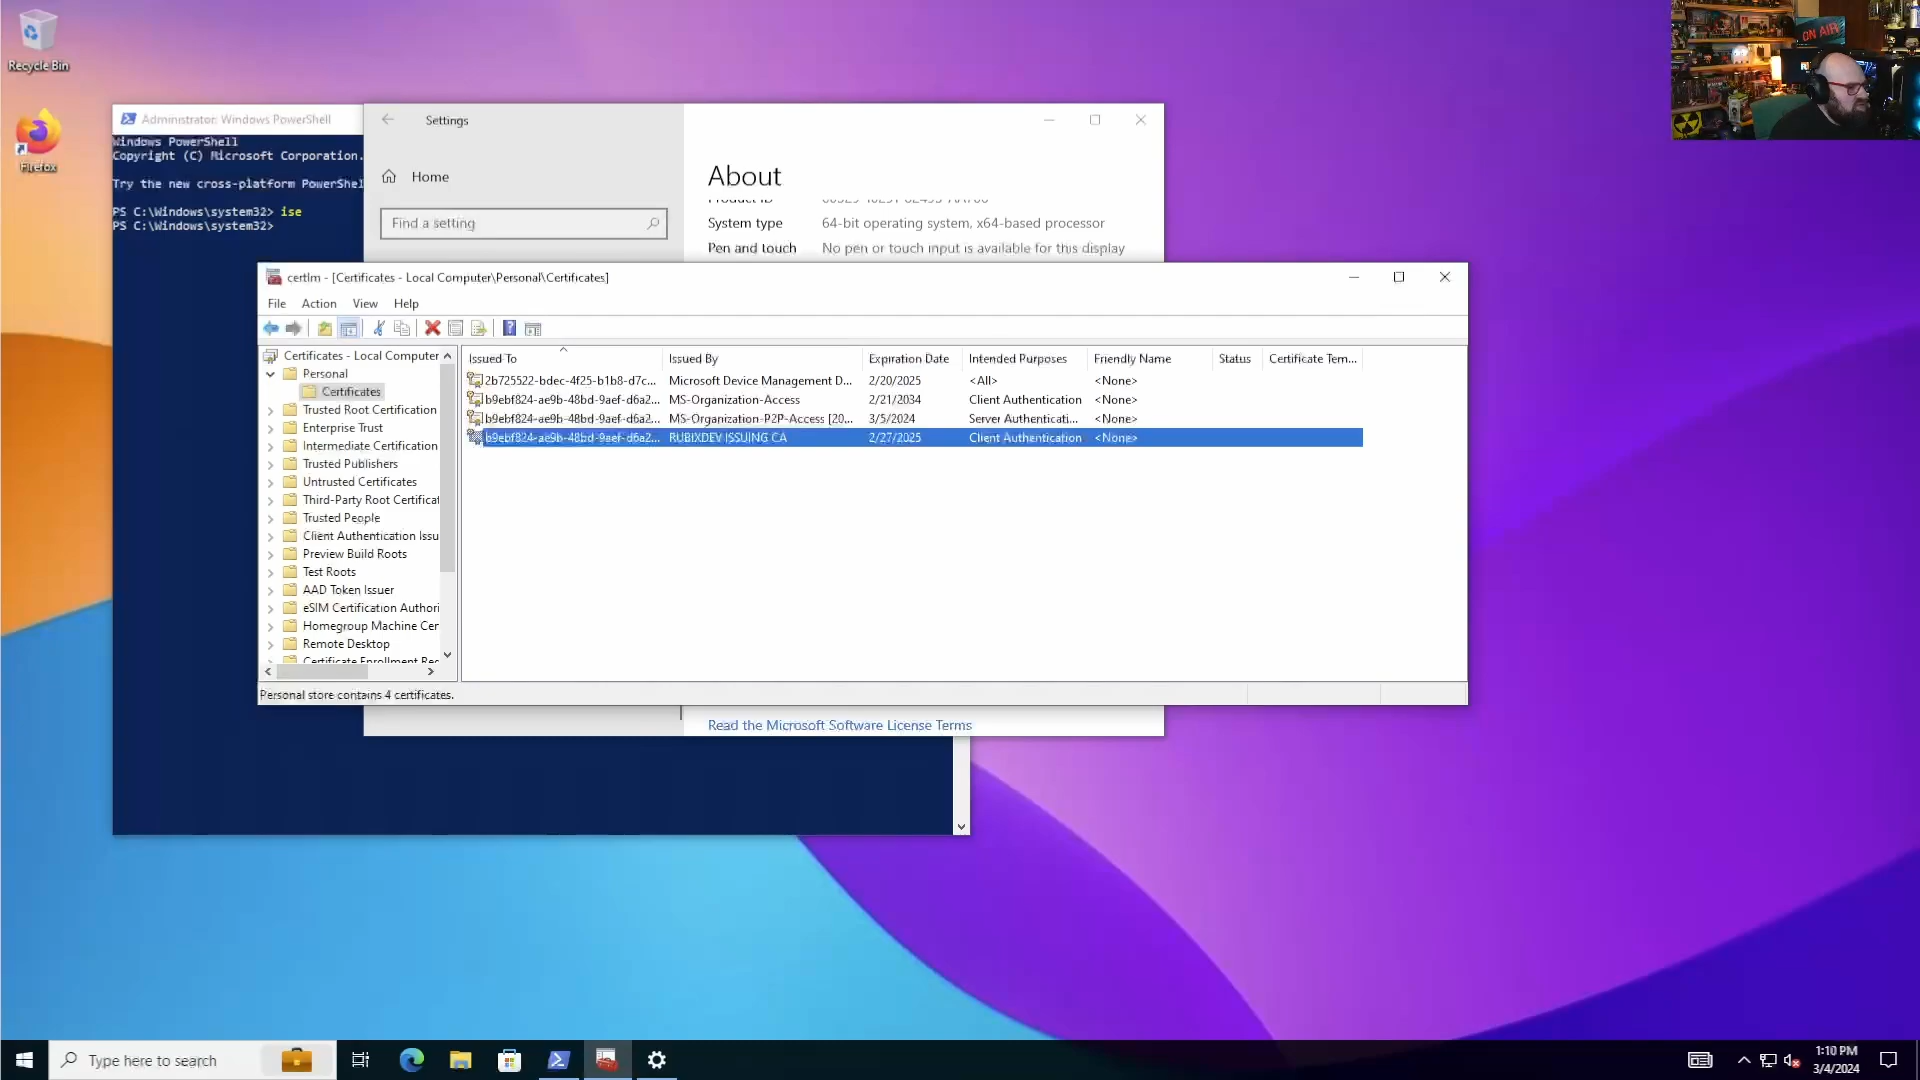 Recycle Bin
Firefox
ON AIR
Administrator: Windows PowerShell
Windows PowerShell
Copyright (C) Microsoft Corporation.
Try the new cross-platform PowerShel
PS C:\Windows\system32> ise
PS C:\Windows\system32>
Settings
Home
Find a setting
About
System type 64-bit operating system, x64-based processor
Pen and touch No pen or touch input is available for this display
certlm - [Certificates - Local Computer\Personal\Certificates]
File Action View Help
Certificates - Local Computer
Personal
Certificates
Trusted Root Certification
Enterprise Trust
Intermediate Certification
Trusted Publishers
Untrusted Certificates
Third-Party Root Certificat
Trusted People
Client Authentication Issu
Preview Build Roots
Test Roots
AAD Token Issuer
eSIM Certification Authori
Homegroup Machine Cer
Remote Desktop
Certificate Enrollment Req
Issued To Issued By Expiration Date Intended Purposes Friendly Name Status Certificate Tem...
2b725522-bdec-4f25-b1b8-d7c... Microsoft Device Management D... 2/20/2025 <All> <None>
b9ebf824-ae9b-48bd-9aef-d6a2... MS-Organization-Access 2/21/2034 Client Authentication <None>
b9ebf824-ae9b-48bd-9aef-d6a2... MS-Organization-P2P-Access [20... 3/5/2024 Server Authenticati... <None>
b9ebf824-ae9b-48bd-9aef-d6a2... RUBIXDEV ISSUING CA 2/27/2025 Client Authentication <None>
Personal store contains 4 certificates.
Read the Microsoft Software License Terms
Type here to search
1:10 PM
3/4/2024